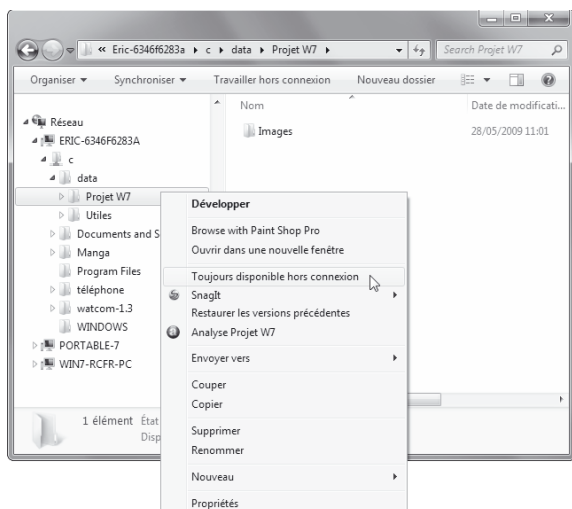 « Eric-6346f6283a ▸ c ▸ data ▸ Projet W7 ▸
Search Projet W7
Organiser ▾ Synchroniser ▾ Travailler hors connexion Nouveau dossier
Nom Date de modificati...
Images 28/05/2009 11:01
Réseau
ERIC-6346F6283A
c
data
Projet W7
Utiles
Documents and S
Manga
Program Files
téléphone
watcom-1.3
WINDOWS
PORTABLE-7
WIN7-RCFR-PC
Développer
Browse with Paint Shop Pro
Ouvrir dans une nouvelle fenêtre
Toujours disponible hors connexion
SnagIt
Restaurer les versions précédentes
Analyse Projet W7
Envoyer vers
Couper
Copier
Supprimer
Renommer
Nouveau
Propriétés
1 élément État
Disp